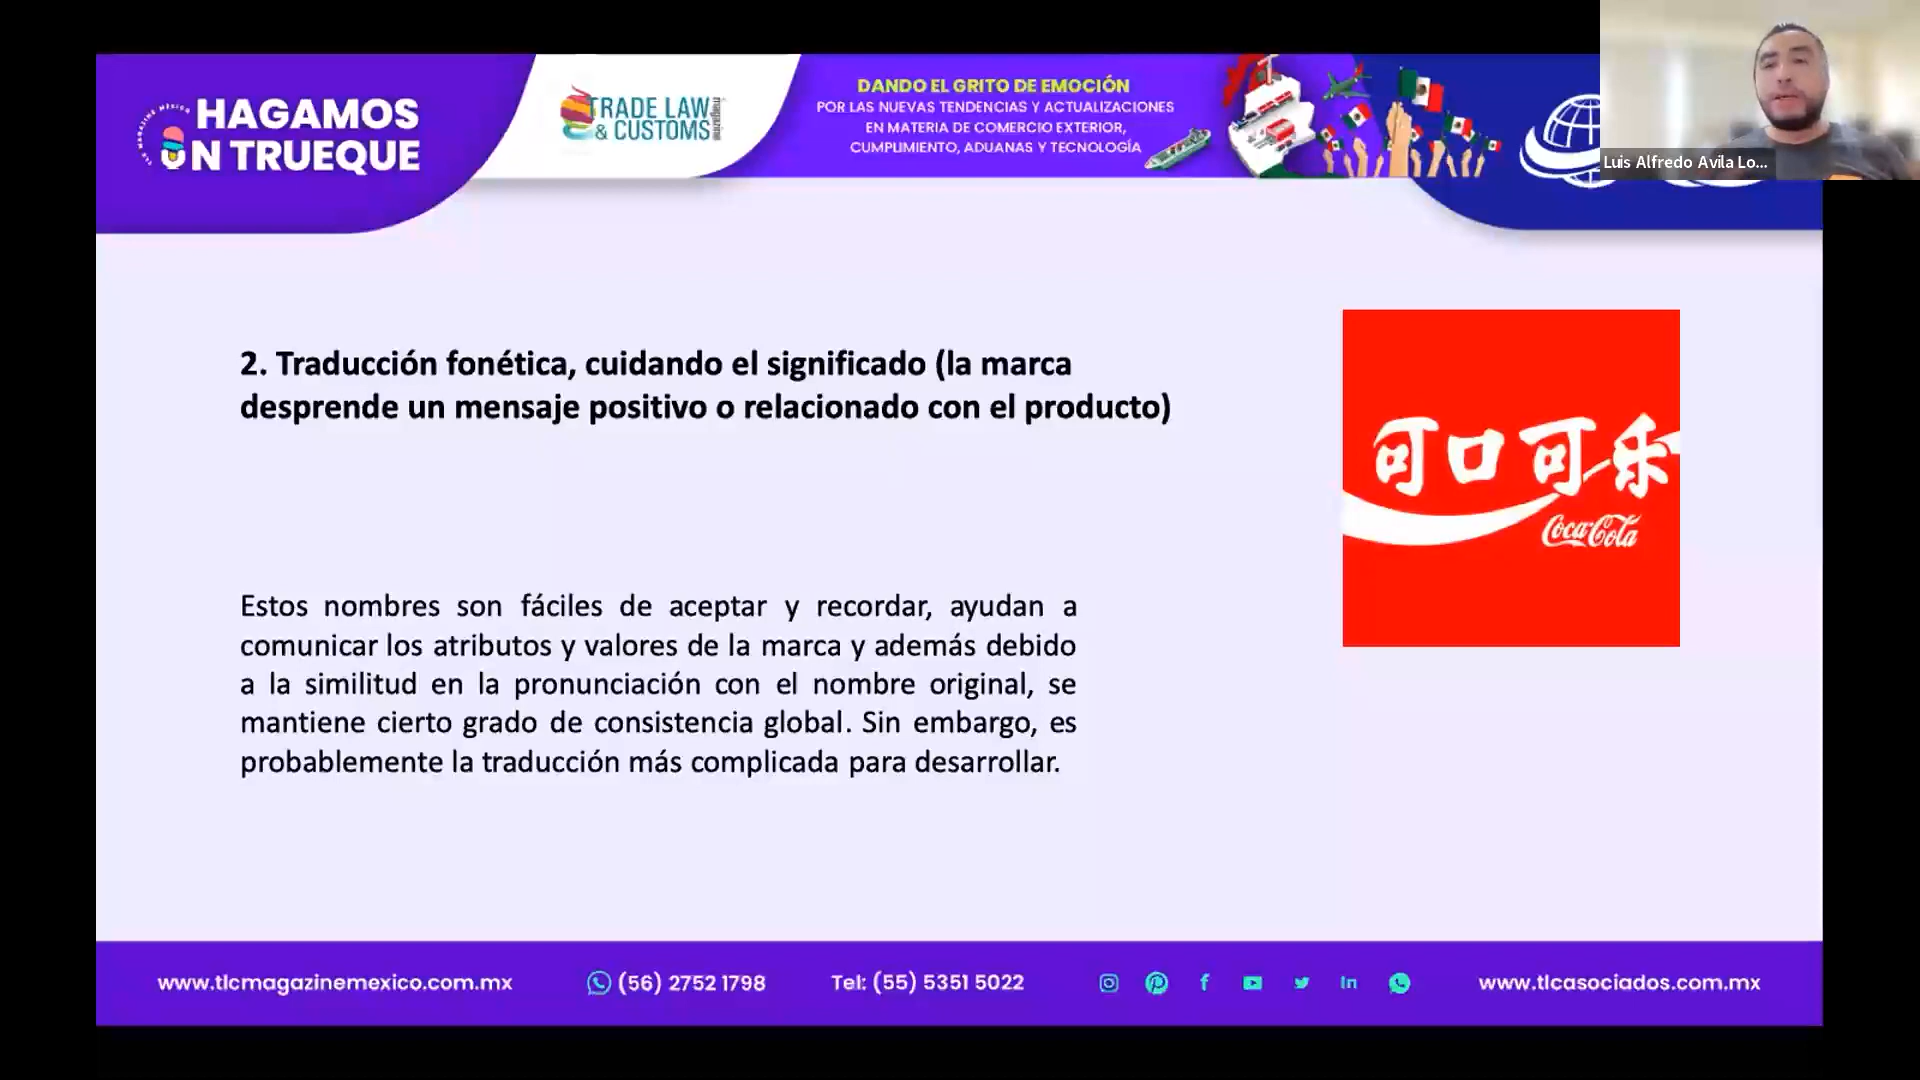 HAGAMOS
UN TRUEQUE
TLC MAGAZINE MÉXICO
TRADE LAW
& CUSTOMS
magazine
DANDO EL GRITO DE EMOCIÓN
POR LAS NUEVAS TENDENCIAS Y ACTUALIZACIONES
EN MATERIA DE COMERCIO EXTERIOR,
CUMPLIMIENTO, ADUANAS Y TECNOLOGÍA
Luis Alfredo Avila Lo...
2. Traducción fonética, cuidando el significado (la marca
desprende un mensaje positivo o relacionado con el producto)
可口可乐
Coca-Cola
Estos nombres son fáciles de aceptar y recordar, ayudan a
comunicar los atributos y valores de la marca y además debido
a la similitud en la pronunciación con el nombre original, se
mantiene cierto grado de consistencia global. Sin embargo, es
probablemente la traducción más complicada para desarrollar.
www.tlcmagazinemexico.com.mx
(56) 2752 1798
Tel: (55) 5351 5022
www.tlcasociados.com.mx